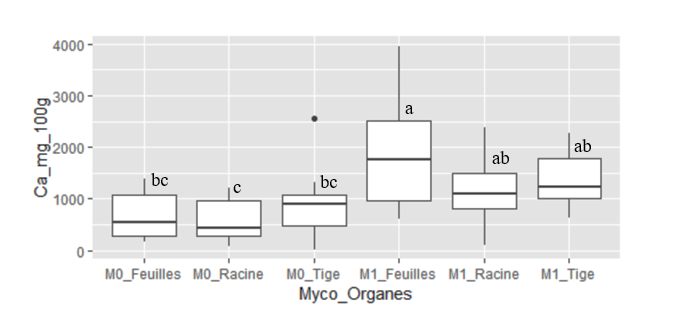 4000
3000
2000
1000
0
Ca_mg_100g
bc
c
bc
a
ab
ab
M0_Feuilles M0_Racine M0_Tige M1_Feuilles M1_Racine M1_Tige
Myco_Organes